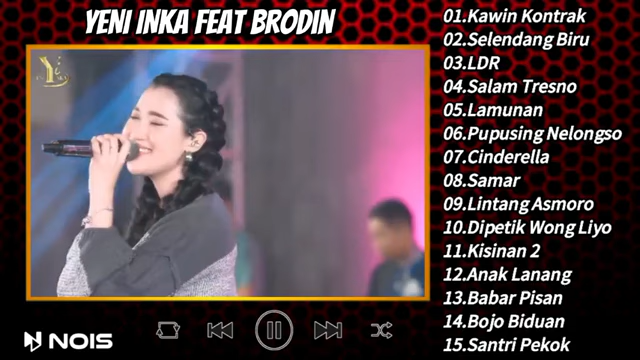 YENI INKA FEAT BRODIN
01.Kawin Kontrak
02.Selendang Biru
03.LDR
04.Salam Tresno
05.Lamunan
06.Pupusing Nelongso
07.Cinderella
08.Samar
09.Lintang Asmoro
10.Dipetik Wong Liyo
11.Kisinan 2
12.Anak Lanang
13.Babar Pisan
14.Bojo Biduan
15.Santri Pekok
NOIS